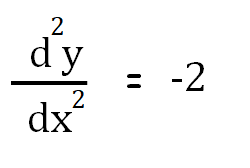 d²y/dx² = -2